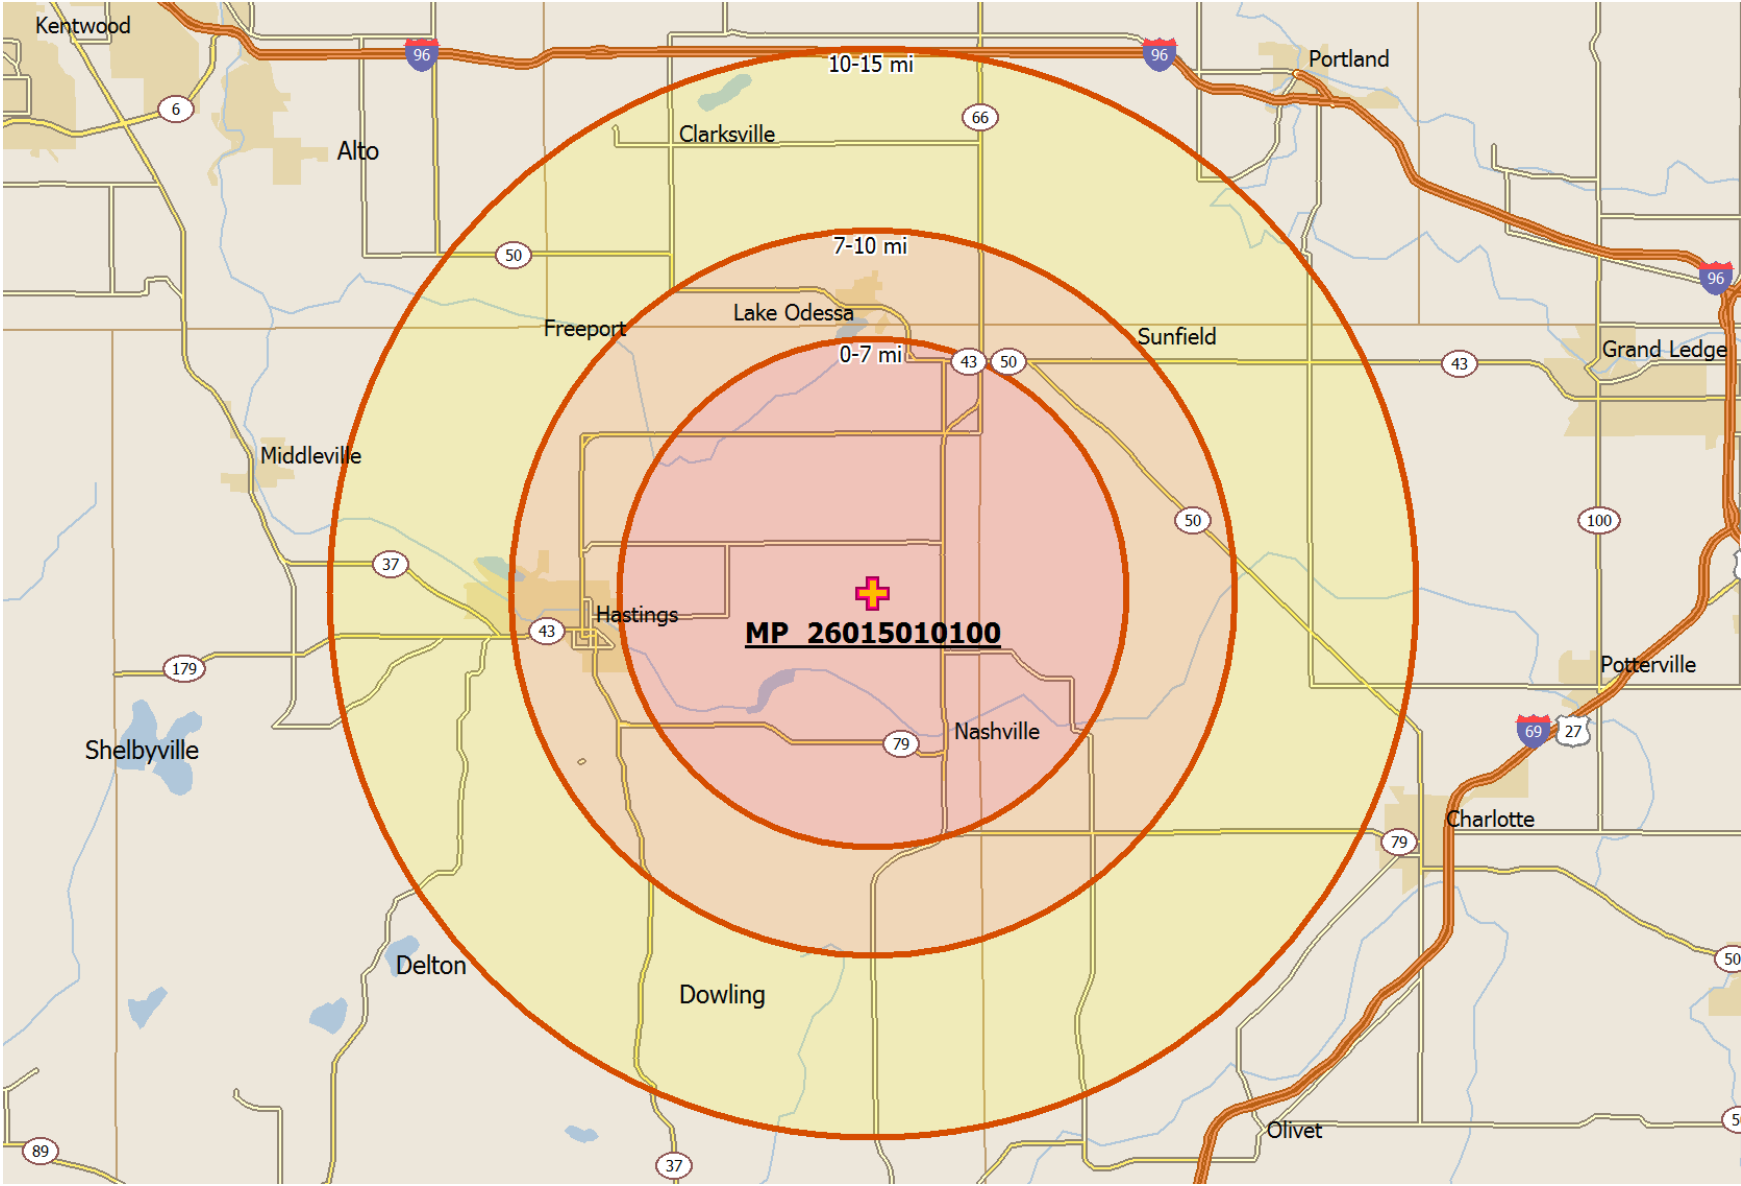 Kentwood
96
10-15 mi
96
Portland
6
66
Clarksville
Alto
50
7-10 mi
96
Lake Odessa
Freeport
Sunfield
0-7 mi
43
50
43
Grand Ledge
Middleville
50
100
37
Hastings
43
MP 26015010100
179
Potterville
Shelbyville
79
Nashville
69
27
Charlotte
79
Delton
50
Dowling
Olivet
89
37